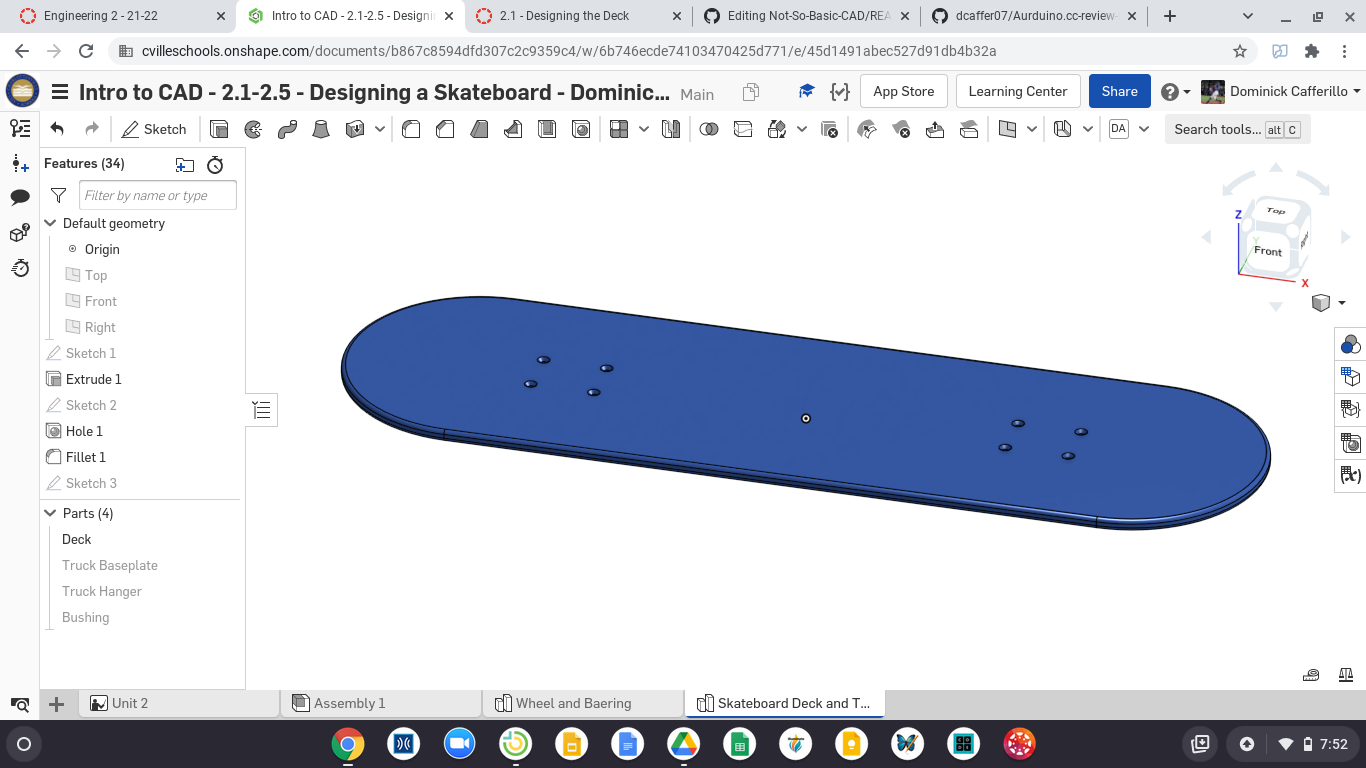 Engineering 2 - 21-22
Intro to CAD - 2.1-2.5 - Designi
2.1 - Designing the Deck
Editing Not-So-Basic-CAD/REA
dcaffer07/Aurduino.cc-review-
cvilleschools.onshape.com/documents/b867c8594dfd307c2c9359c4/w/6b746ecde74103470425d771/e/45d1491abec527d91db4b32a
Intro to CAD - 2.1-2.5 - Designing a Skateboard - Dominic...
Main
App Store
Learning Center
Share
Dominick Cafferillo
Sketch
DA
Search tools... alt C
Features (34)
Filter by name or type
Default geometry
Origin
Top
Front
Right
Sketch 1
Extrude 1
Sketch 2
Hole 1
Fillet 1
Sketch 3
Parts (4)
Deck
Truck Baseplate
Truck Hanger
Bushing
Z
Top
Y
Front
X
Unit 2
Assembly 1
Wheel and Baering
Skateboard Deck and T...
7:52